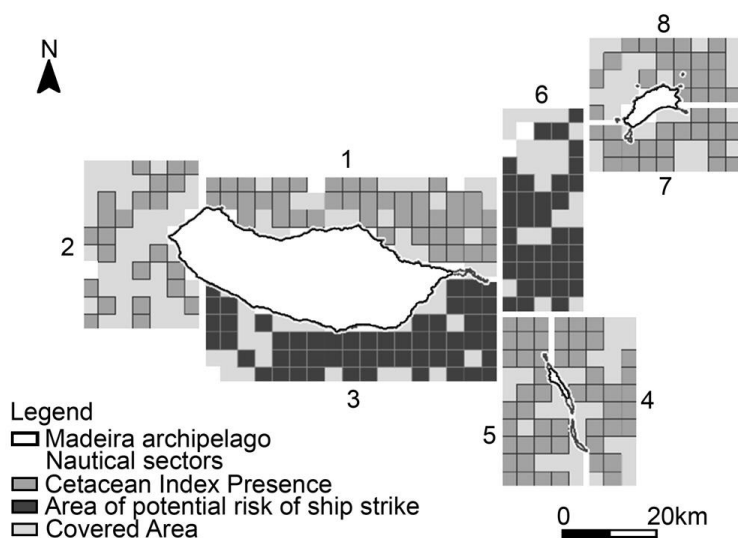 8
N
6
1
7
2
3
4
5
Legend
Madeira archipelago
Nautical sectors
Cetacean Index Presence
Area of potential risk of ship strike
Covered Area
0 20km